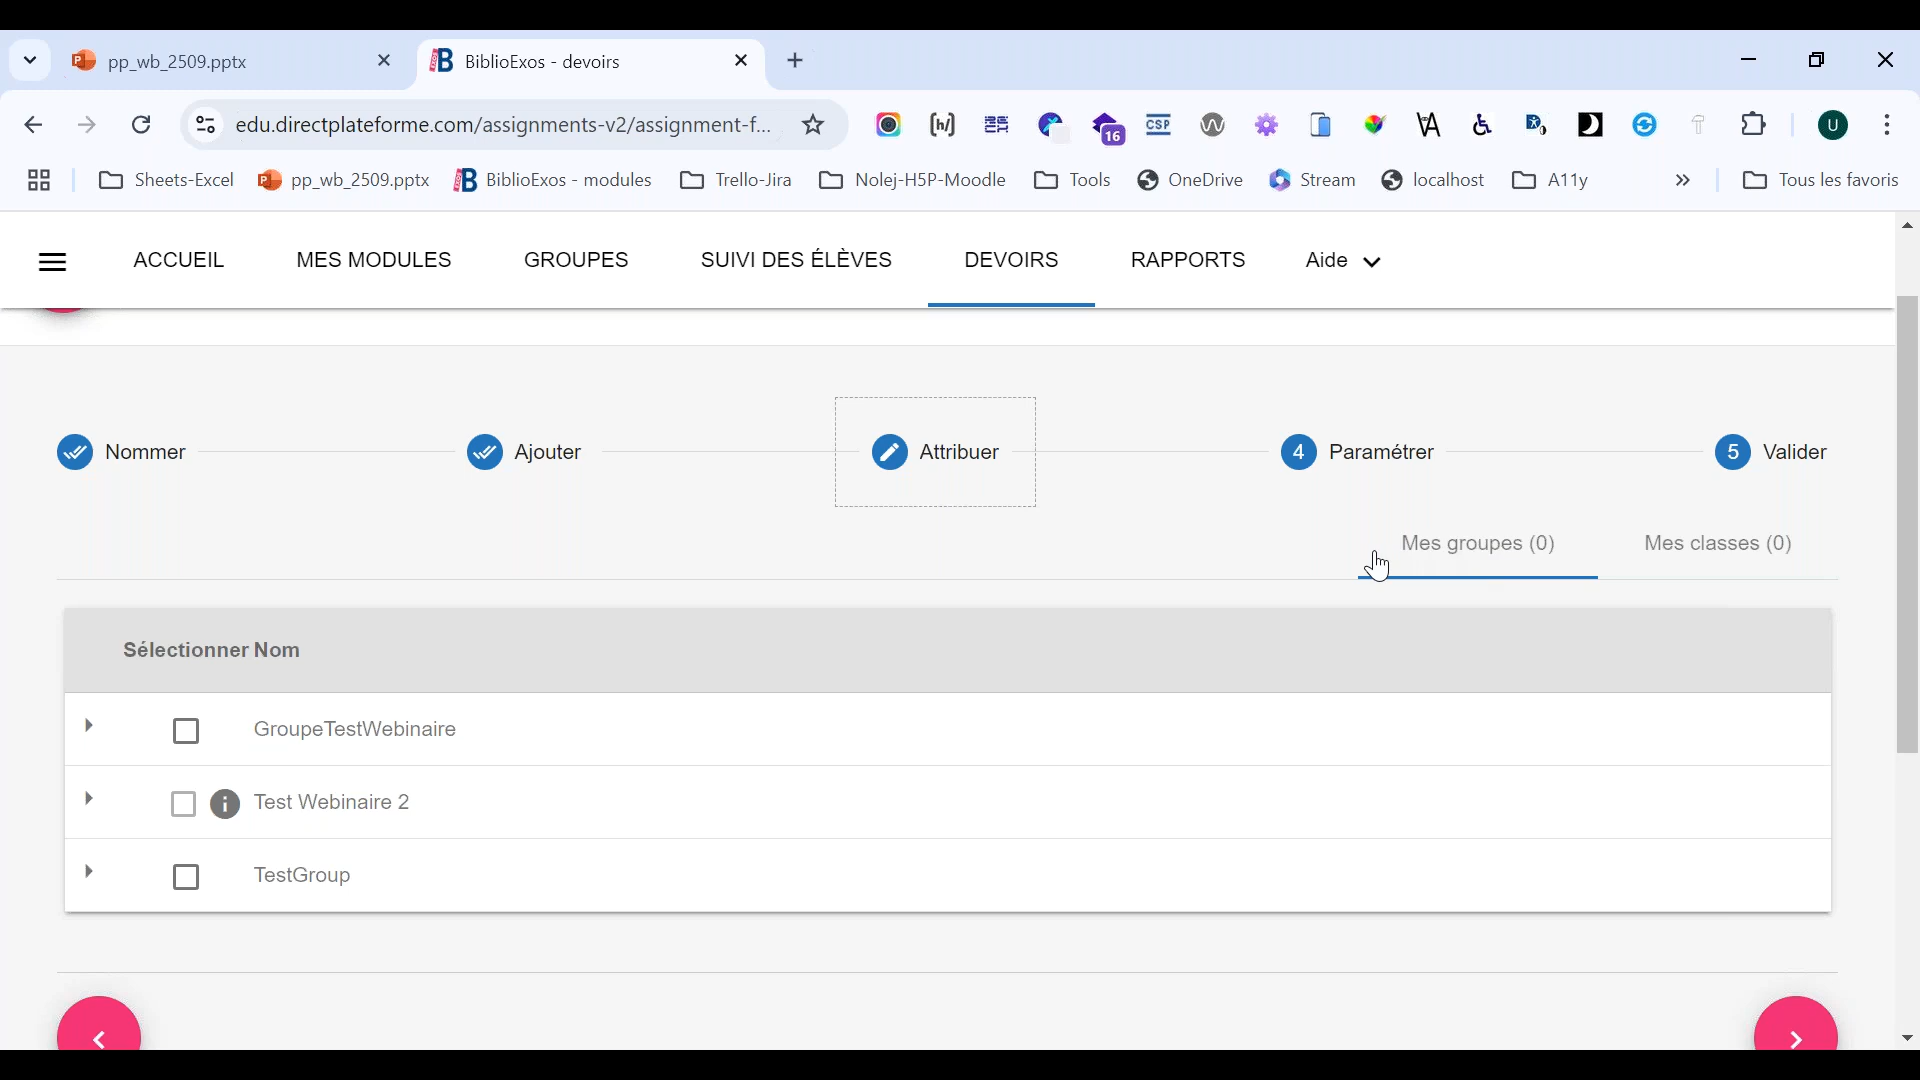 pp_wb_2509.pptx
BiblioExos - devoirs
edu.directplateforme.com/assignments-v2/assignment-f...
[h/]
16
CSP
U
Sheets-Excel
pp_wb_2509.pptx
BiblioExos - modules
Trello-Jira
Nolej-H5P-Moodle
Tools
OneDrive
Stream
localhost
A11y
Tous les favoris
ACCUEIL
MES MODULES
GROUPES
SUIVI DES ÉLÈVES
DEVOIRS
RAPPORTS
Aide
Nommer
Ajouter
Attribuer
4 Paramétrer
5 Valider
Mes groupes (0)
Mes classes (0)
Sélectionner Nom
GroupeTestWebinaire
Test Webinaire 2
TestGroup